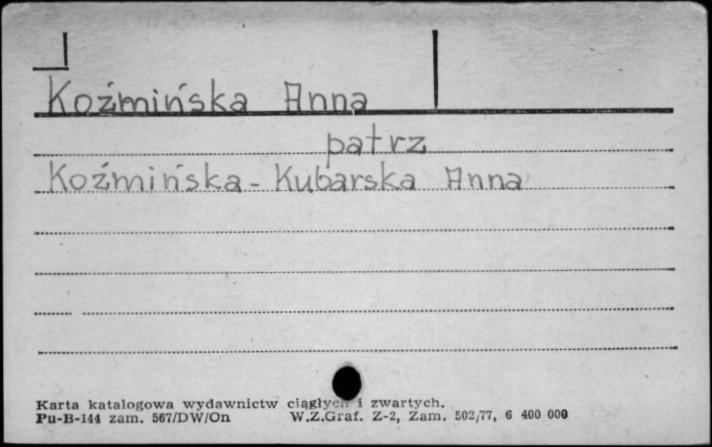 Koźmińska Anna
patrz
Koźmińska - Kubarska Anna
Karta katalogowa wydawnictw ciągłych i zwartych.
Pu-B-144 zam. 567/DW/On W.Z.Graf. Z-2, Zam. 502/77, 6 400 000